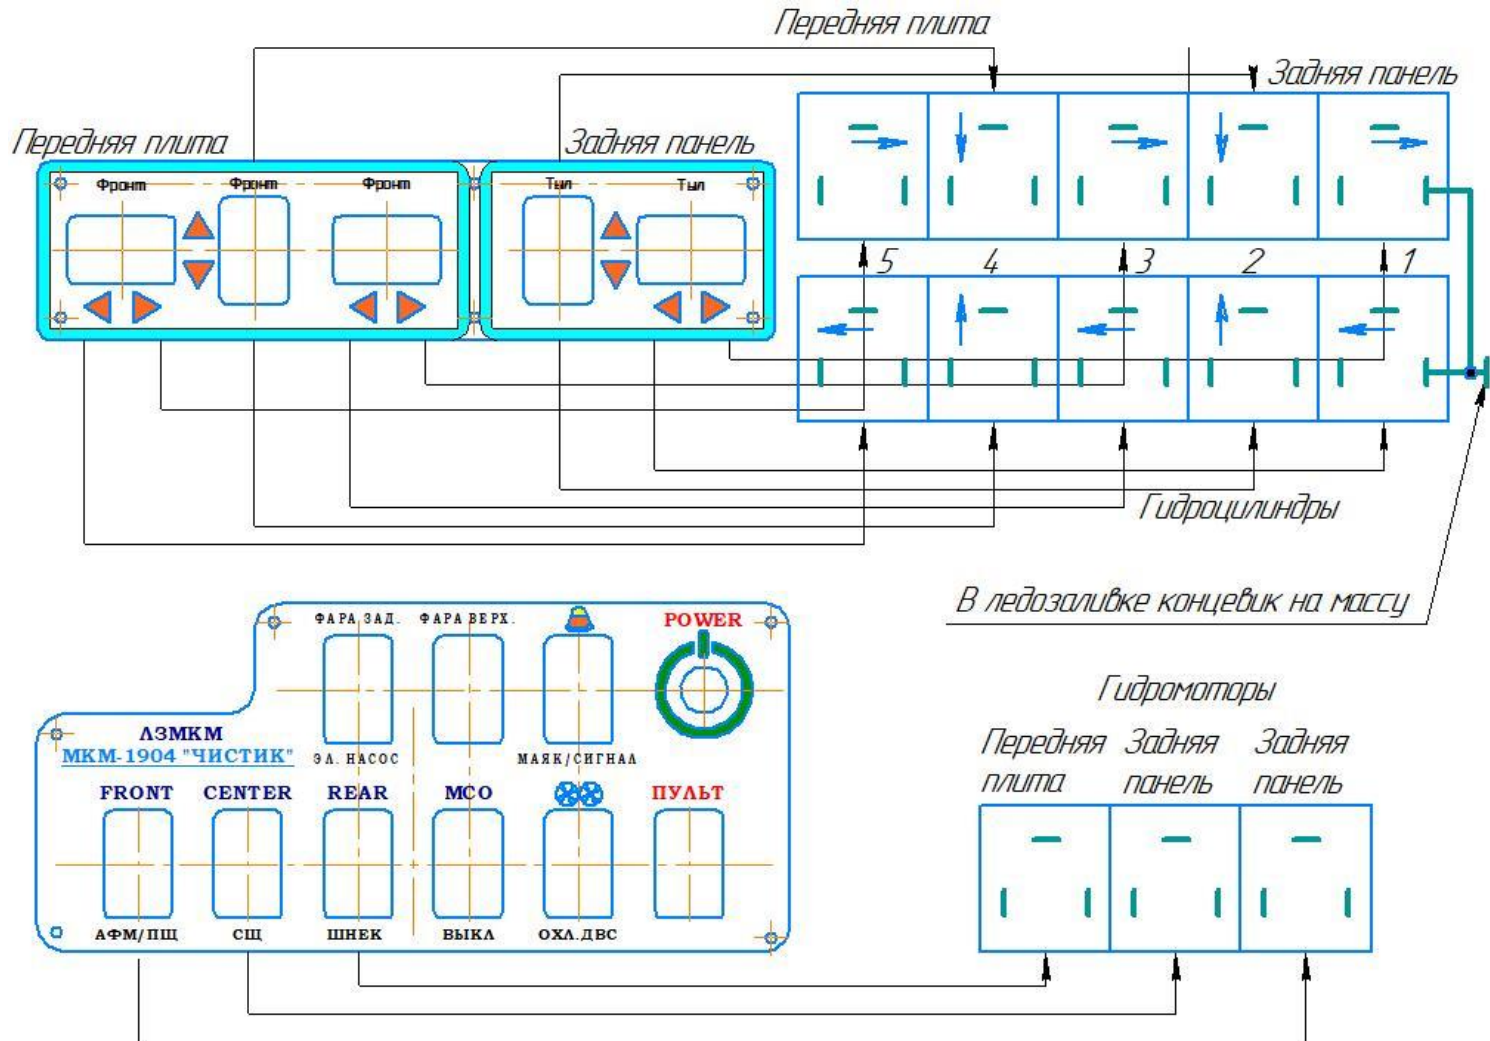 Передняя плита
Задняя панель
Передняя плита
Задняя панель
Фронт
Фронт
Фронт
Тыл
Тыл
5
4
3
2
1
Гидроцилиндры
В ледозаливке концевик на массу
ФАРА ЗАД.
ФАРА ВЕРХ.
POWER
ЛЗМКМ
МКМ-1904 "ЧИСТИК"
ЭЛ. НАСОС
МАЯК/СИГНАЛ
FRONT
CENTER
REAR
МСО
ПУЛЬТ
АФМ/ПЩ
СЩ
ШНЕК
ВЫКЛ
ОХЛ.ДВС
Гидромоторы
Передняя
плита
Задняя
панель
Задняя
панель